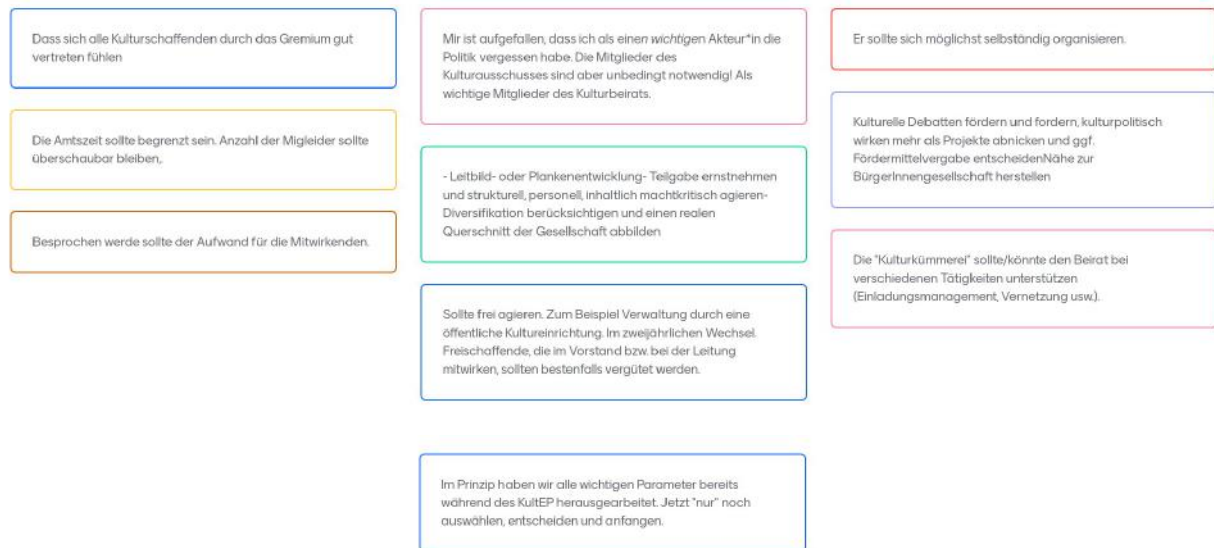 Dass sich alle Kulturschaffenden durch das Gremium gut
vertreten fühlen
Die Amtszeit sollte begrenzt sein. Anzahl der Migleider sollte
überschaubar bleiben,.
Besprochen werde sollte der Aufwand für die Mitwirkenden.
Mir ist aufgefallen, dass ich als einen wichtigen Akteur*in die
Politik vergessen habe. Die Mitglieder des
Kulturausschusses sind aber unbedingt notwendig! Als
wichtige Mitglieder des Kulturbeirats.
- Leitbild- oder Plankenentwicklung- Teilgabe ernstnehmen
und strukturell, personell, inhaltlich machtkritisch agieren-
Diversifikation berücksichtigen und einen realen
Querschnitt der Gesellschaft abbilden
Sollte frei agieren. Zum Beispiel Verwaltung durch eine
öffentliche Kultureinrichtung. Im zweijährlichen Wechsel.
Freischaffende, die im Vorstand bzw. bei der Leitung
mitwirken, sollten bestenfalls vergütet werden.
Im Prinzip haben wir alle wichtigen Parameter bereits
während des KultEP herausgearbeitet. Jetzt "nur" noch
auswählen, entscheiden und anfangen.
Er sollte sich möglichst selbständig organisieren.
Kulturelle Debatten fördern und fordern, kulturpolitisch
wirken mehr als Projekte abnicken und ggf.
Fördermittelvergabe entscheidenNähe zur
BürgerInnengesellschaft herstellen
Die "Kulturkümmerei" sollte/könnte den Beirat bei
verschiedenen Tätigkeiten unterstützen
(Einladungsmanagement, Vernetzung usw.).